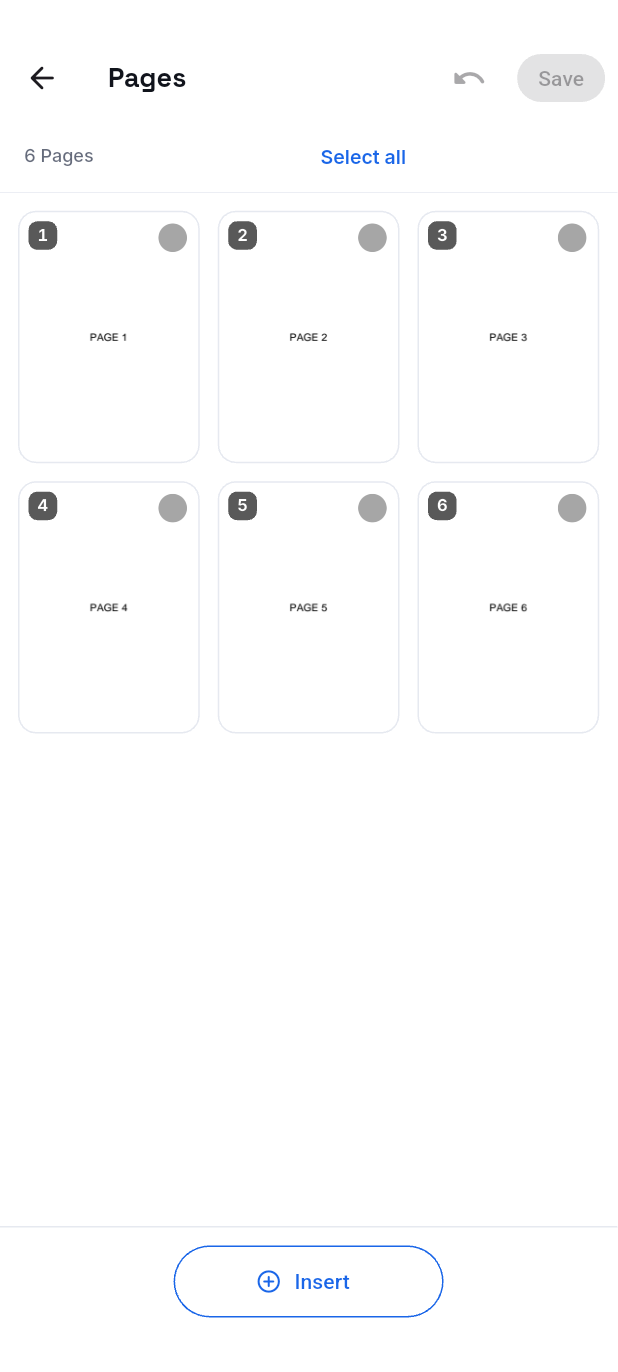 Pages
Save
6 Pages
Select all
1
2
3
PAGE 1
PAGE 2
PAGE 3
4
5
6
PAGE 4
PAGE 5
PAGE 6
Insert